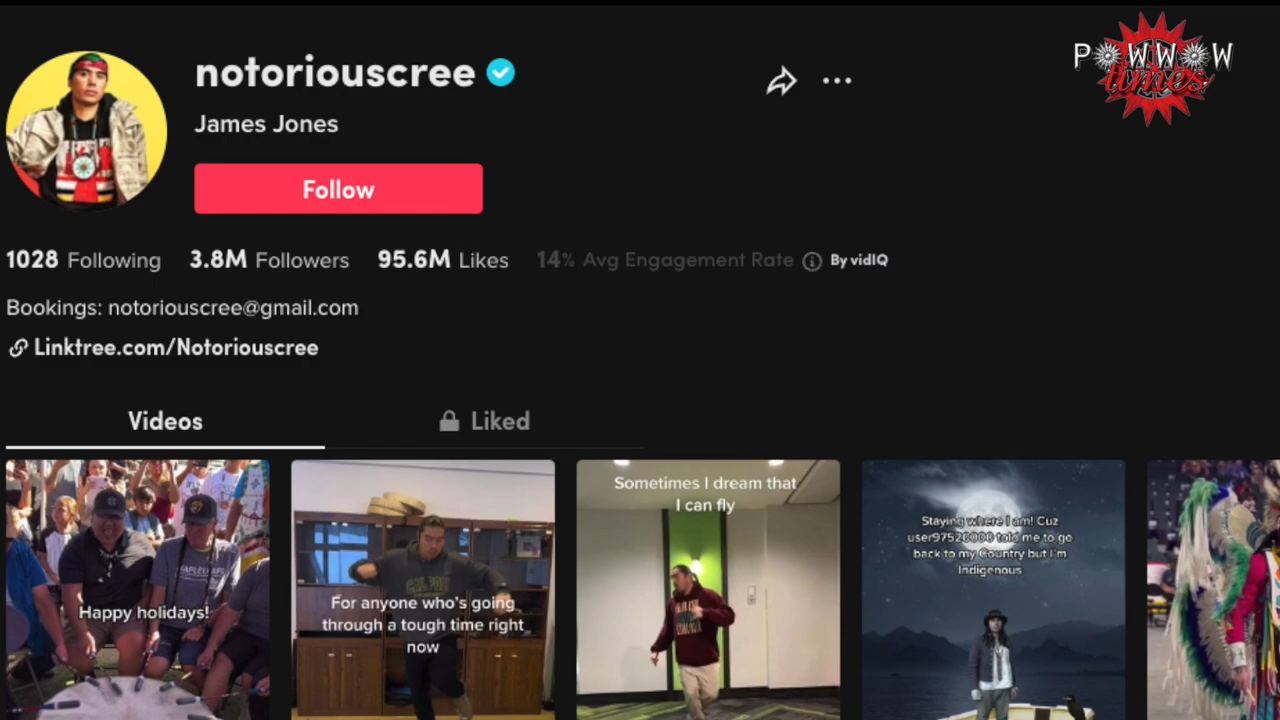 notoriouscree
POWWOW
times
James Jones
Follow
1028 Following 3.8M Followers 95.6M Likes 14% Avg Engagement Rate By vidIQ
Bookings: notoriouscree@gmail.com
Linktree.com/Notoriouscree
Videos
Liked
Happy holidays!
For anyone who's going
through a tough time right
now
Sometimes I dream that
I can fly
Staying where I am! Cuz
told me to go
back to my Country but I'm
Indigenous